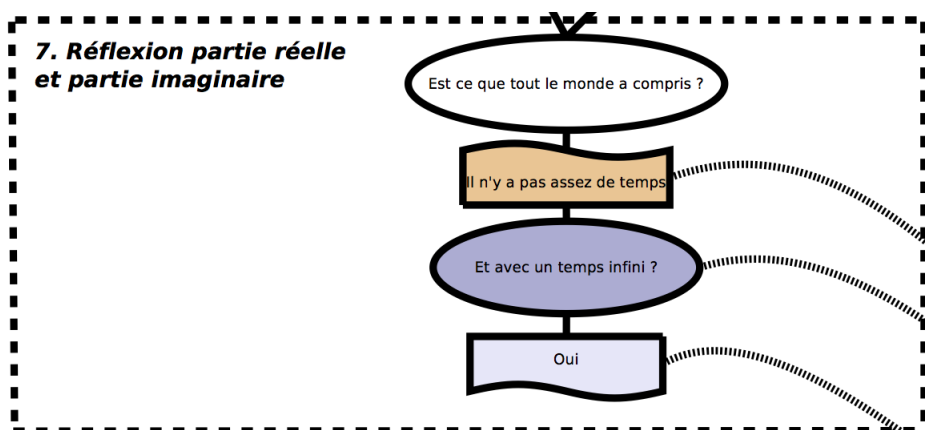 7. Réflexion partie réelle
et partie imaginaire
Est ce que tout le monde a compris ?
Il n'y a pas assez de temps
Et avec un temps infini ?
Oui